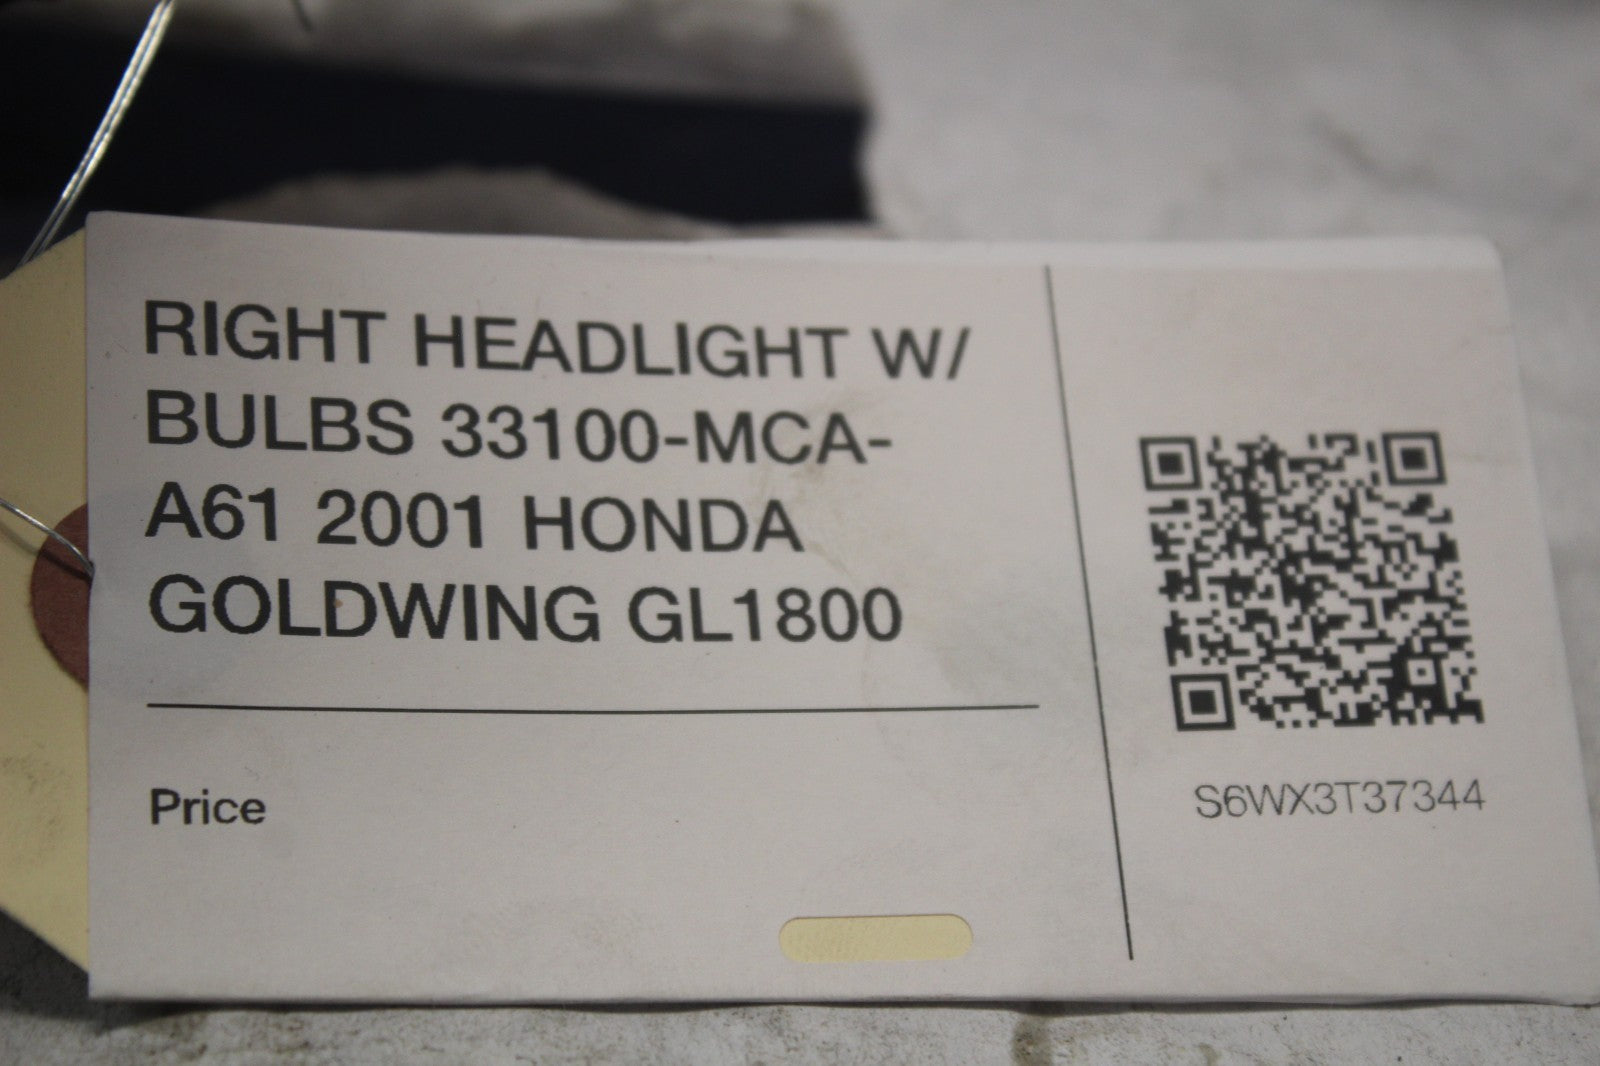 RIGHT HEADLIGHT W/
BULBS 33100-MCA-
A61 2001 HONDA
GOLDWING GL1800
Price
S6WX3T37344